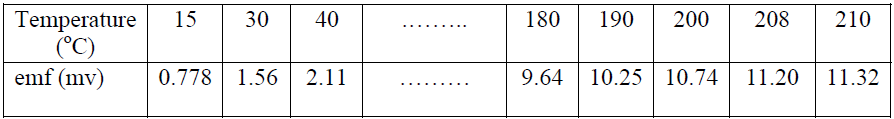 Temperature 15 30 40 ……... 180 190 200 208 210
(oC)
emf (mv) 0.778 1.56 2.11 ……… 9.64 10.25 10.74 11.20 11.32